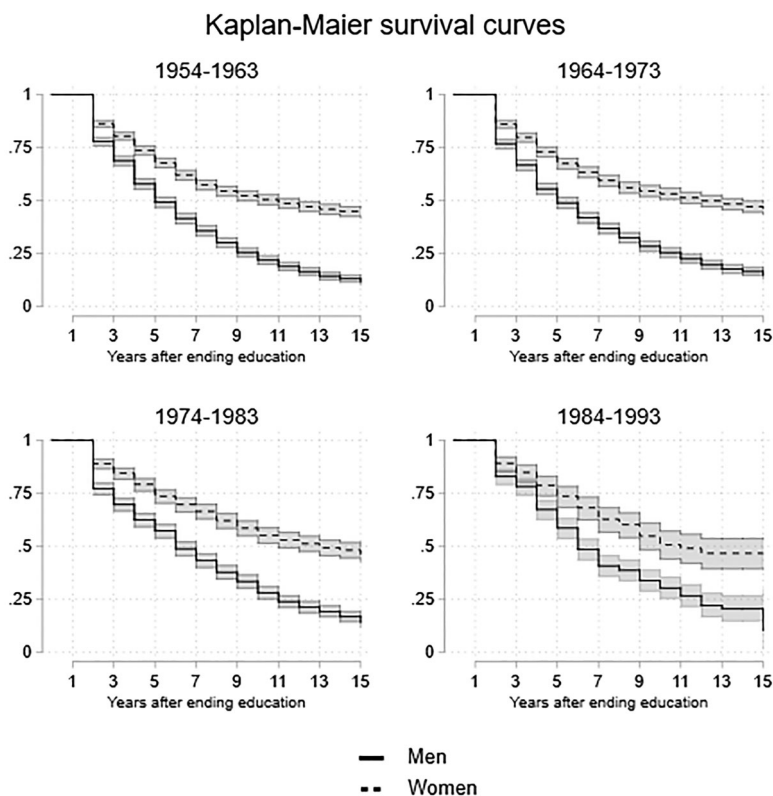 Kaplan-Maier survival curves
1954-1963
1
.75
.5
.25
0
1 3 5 7 9 11 13 15
Years after ending education
1964-1973
1
.75
.5
.25
0
1 3 5 7 9 11 13 15
Years after ending education
1974-1983
1
.75
.5
.25
0
1 3 5 7 9 11 13 15
Years after ending education
1984-1993
1
.75
.5
.25
0
1 3 5 7 9 11 13 15
Years after ending education
Men
Women